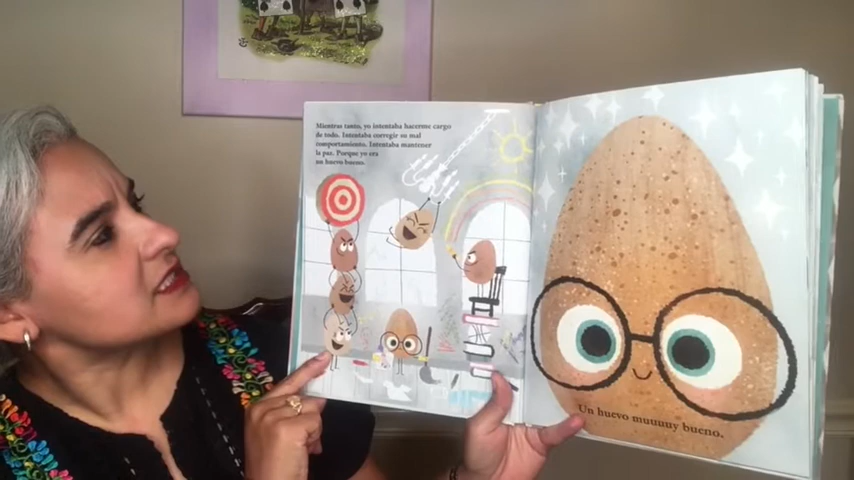 Mientras tanto, yo intentaba hacerme cargo
de todo. Intentaba corregir su mal
comportamiento. Intentaba mantener
la paz. Porque yo era
un huevo bueno.
Un huevo muuuuy bueno.